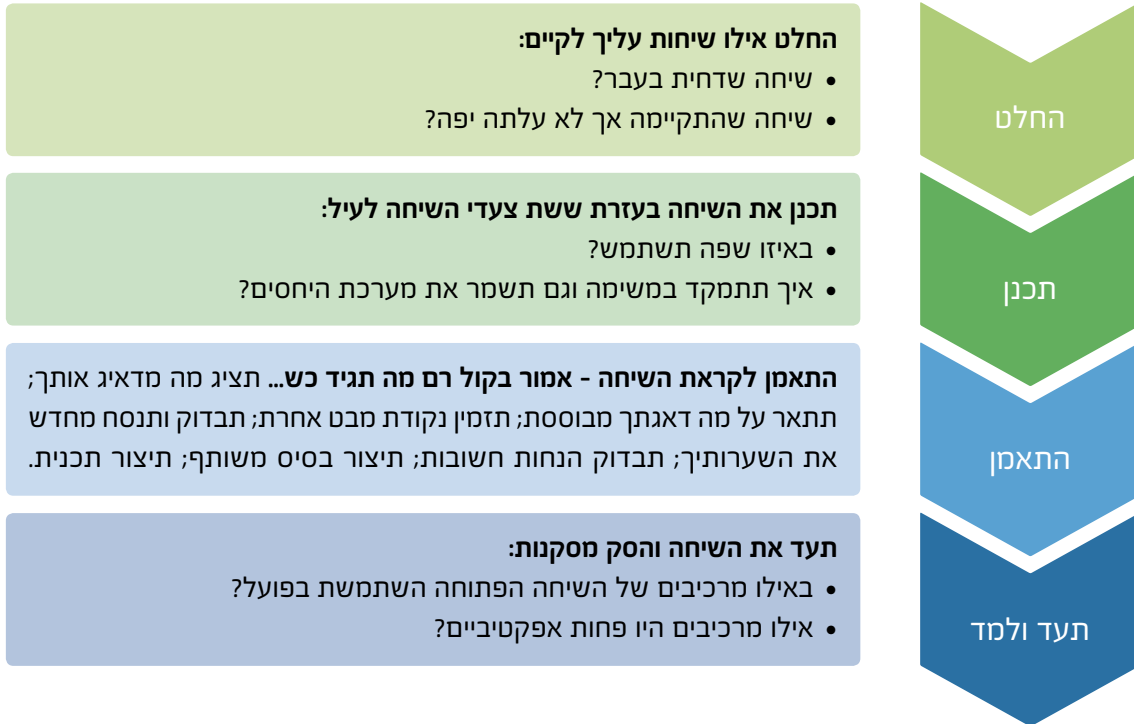 החלט
החלט אילו שיחות עליך לקיים:
• שיחה שדחית בעבר?
• שיחה שהתקיימה אך לא עלתה יפה?
תכנן
תכנן את השיחה בעזרת ששת צעדי השיחה לעיל:
• באיזו שפה תשתמש?
• איך תתמקד במשימה וגם תשמר את מערכת היחסים?
התאמן
התאמן לקראת השיחה - אמור בקול רם מה תגיד כש... תציג מה מדאיג אותך;
תתאר על מה דאגתך מבוססת; תזמין נקודת מבט אחרת; תבדוק ותנסח מחדש
את השערותיך; תבדוק הנחות חשובות; תיצור בסיס משותף; תיצור תכנית.
תעד ולמד
תעד את השיחה והסק מסקנות:
• באילו מרכיבים של השיחה הפתוחה השתמשת בפועל?
• אילו מרכיבים היו פחות אפקטיביים?